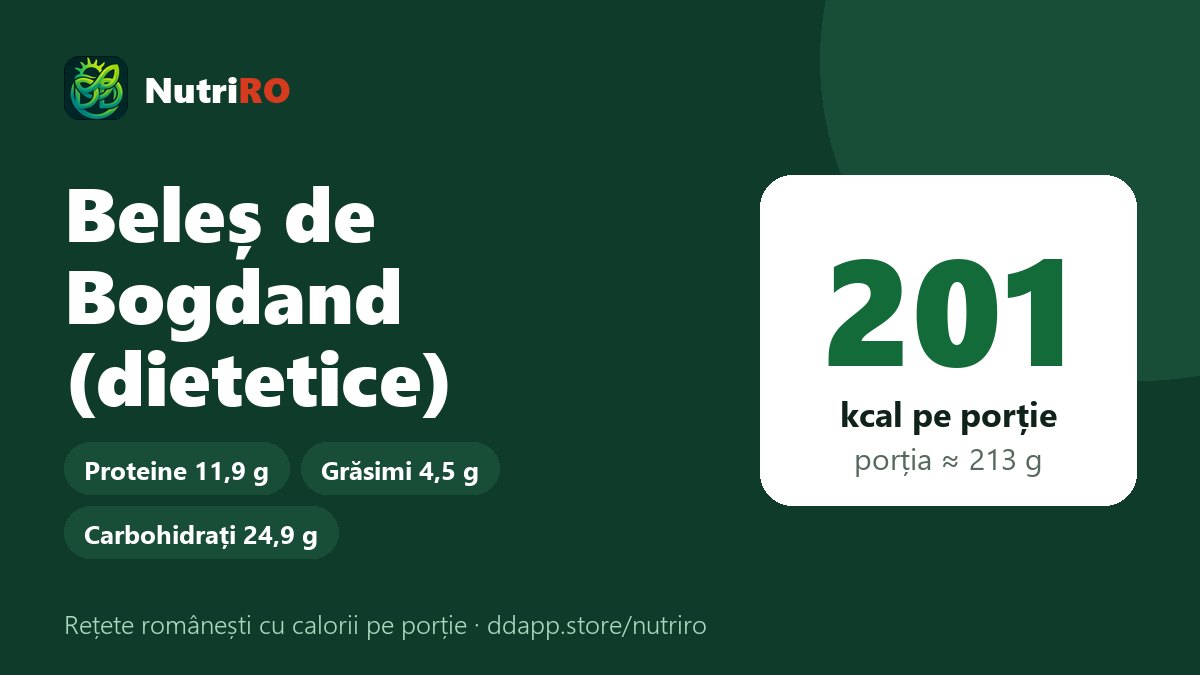 NutriRO
Beleș de
Bogdand
(dietetice)
Proteine 11,9 g
Grăsimi 4,5 g
Carbohidrați 24,9 g
201
kcal pe porție
porția ≈ 213 g
Rețete românești cu calorii pe porție · ddapp.store/nutriro